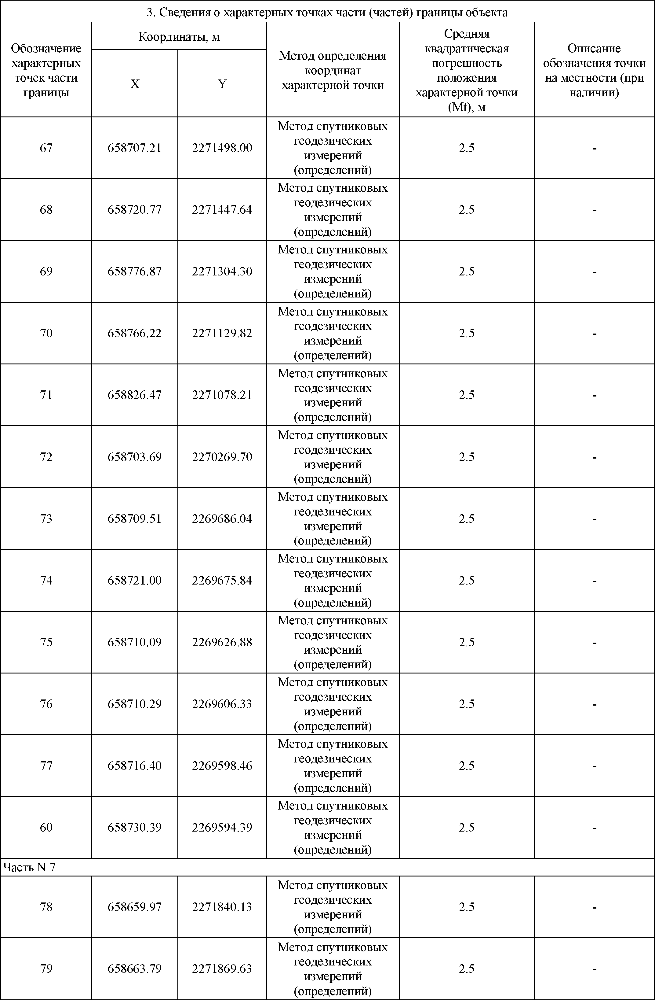 3. Сведения о характерных точках части (частей) границы объекта
Обозначение
характерных
точек части
границы
Координаты, м
X
Y
Метод определения
координат
характерной точки
Средняя
квадратическая
погрешность
положения
характерной точки
(Mt), м
Описание
обозначения точки
на местности (при
наличии)
67
658707.21
2271498.00
Метод спутниковых
геодезических
измерений
(определений)
2.5
-
68
658720.77
2271447.64
Метод спутниковых
геодезических
измерений
(определений)
2.5
-
69
658776.87
2271304.30
Метод спутниковых
геодезических
измерений
(определений)
2.5
-
70
658766.22
2271129.82
Метод спутниковых
геодезических
измерений
(определений)
2.5
-
71
658826.47
2271078.21
Метод спутниковых
геодезических
измерений
(определений)
2.5
-
72
658703.69
2270269.70
Метод спутниковых
геодезических
измерений
(определений)
2.5
-
73
658709.51
2269686.04
Метод спутниковых
геодезических
измерений
(определений)
2.5
-
74
658721.00
2269675.84
Метод спутниковых
геодезических
измерений
(определений)
2.5
-
75
658710.09
2269626.88
Метод спутниковых
геодезических
измерений
(определений)
2.5
-
76
658710.29
2269606.33
Метод спутниковых
геодезических
измерений
(определений)
2.5
-
77
658716.40
2269598.46
Метод спутниковых
геодезических
измерений
(определений)
2.5
-
60
658730.39
2269594.39
Метод спутниковых
геодезических
измерений
(определений)
2.5
-
Часть N 7
78
658659.97
2271840.13
Метод спутниковых
геодезических
измерений
(определений)
2.5
-
79
658663.79
2271869.63
Метод спутниковых
геодезических
измерений
(определений)
2.5
-